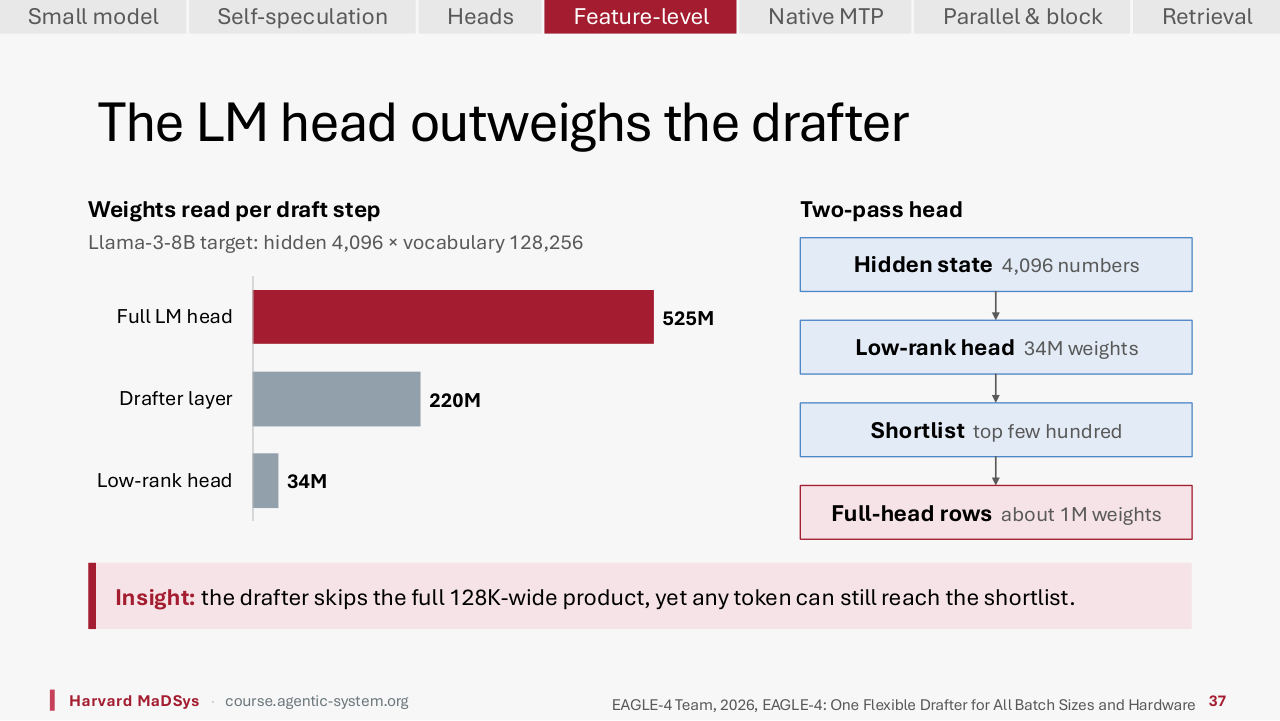 Small model
Self-speculation
Heads
Feature-level
Native MTP
Parallel & block
Retrieval
The LM head outweighs the drafter
Weights read per draft step
Llama-3-8B target: hidden 4,096 × vocabulary 128,256
Full LM head
525M
Drafter layer
220M
Low-rank head
34M
Two-pass head
Hidden state 4,096 numbers
Low-rank head 34M weights
Shortlist top few hundred
Full-head rows about 1M weights
Insight: the drafter skips the full 128K-wide product, yet any token can still reach the shortlist.
Harvard MaDSys · course.agentic-system.org
EAGLE-4 Team, 2026, EAGLE-4: One Flexible Drafter for All Batch Sizes and Hardware
37